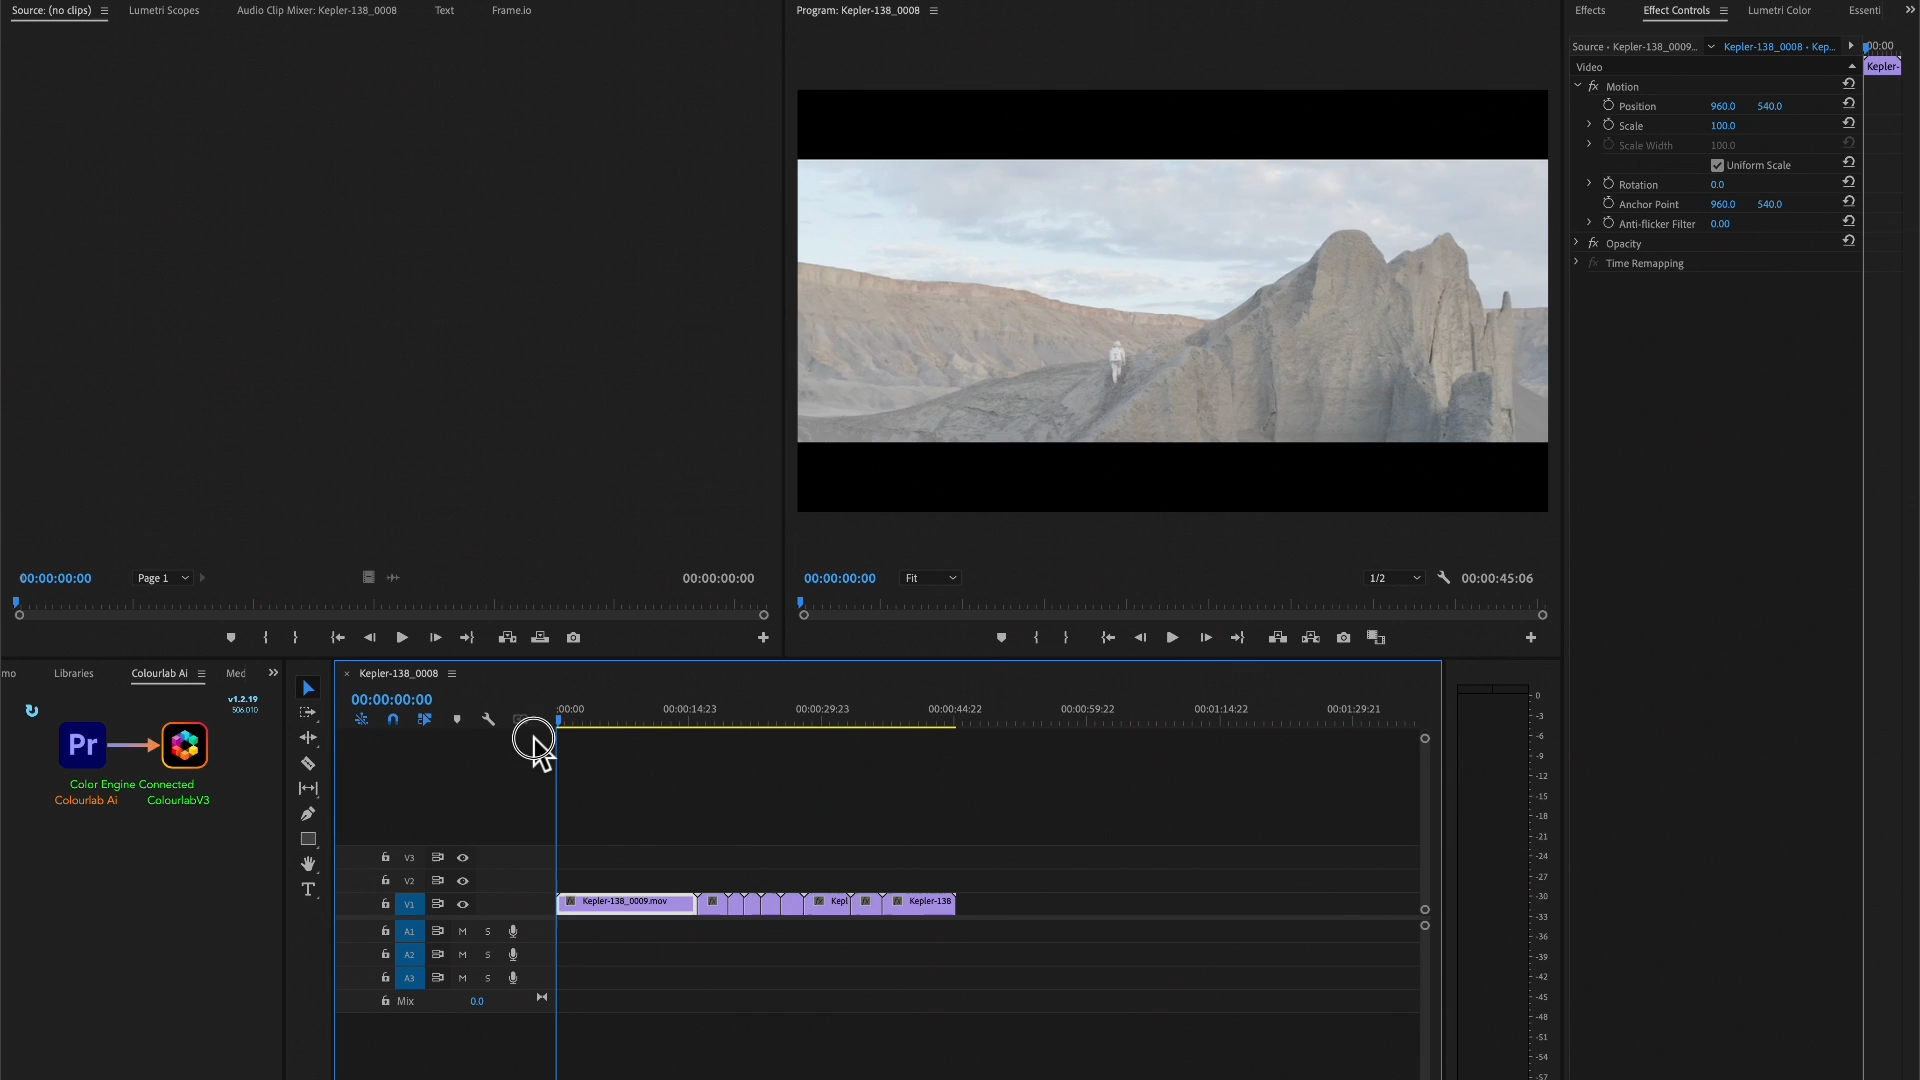 Source: (no clips)
Lumetri Scopes
Audio Clip Mixer: Kepler-138_0008
Text
Frame.io
Program: Kepler-138_0008
Effects
Effect Controls
Lumetri Color
Essenti
Source • Kepler-138_0009...
Kepler-138_0008 • Kep...
00:00
Video
Kepler-
fx Motion
Position 960.0 540.0
Scale 100.0
Scale Width 100.0
Uniform Scale
Rotation 0.0
Anchor Point 960.0 540.0
Anti-flicker Filter 0.00
fx Opacity
fx Time Remapping
00:00:00:00
Page 1
00:00:00:00
00:00:00:00
Fit
1/2
00:00:45:06
mo
Libraries
Colourlab Ai
Med
v1.2.19
506.010
Pr
Color Engine Connected
Colourlab Ai
ColourlabV3
T
Kepler-138_0008
00:00:00:00
:00:00
00:00:14:23
00:00:29:23
00:00:44:22
00:00:59:22
00:01:14:22
00:01:29:21
V3
V2
V1
fx Kepler-138_0009.mov
fx
fx Kepl
fx
fx Kepler-138
A1 M S
A2 M S
A3 M S
Mix 0.0
0
-3
-6
-9
-12
-15
-18
-21
-24
-27
-30
-33
-36
-39
-42
-45
-48
-51
-54
-57